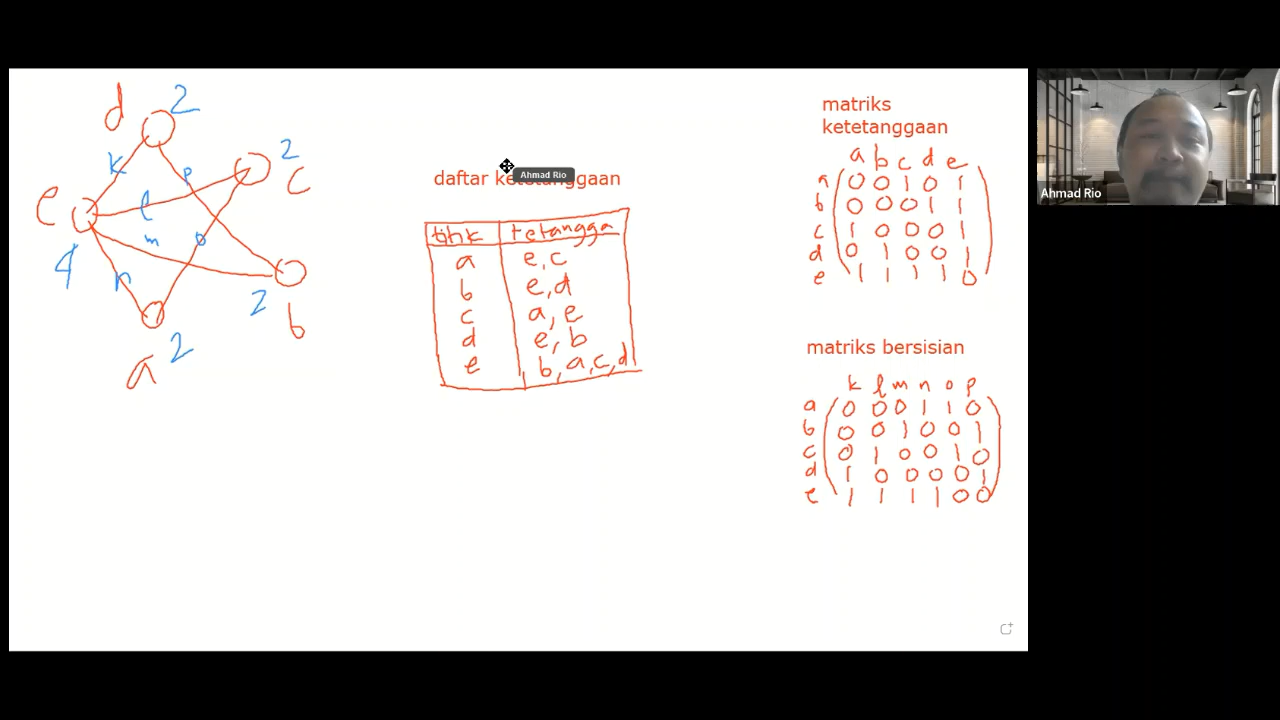 d 2
k p 2
c
e l
4 m o
n 2
b
a 2
daftar ketetanggaan
Ahmad Rio
titik tetangga
a e,c
b e,d
c a, e
d e, b
e b,a,c,d
matriks
ketetanggaan
a b c d e
a 0 0 1 0 1
b 0 0 0 1 1
c 1 0 0 0 1
d 0 1 0 0 1
e 1 1 1 1 0
matriks bersisian
k l m n o p
a 0 0 0 1 1 0
b 0 0 1 0 0 1
c 0 1 0 0 1 0
d 1 0 0 0 0 1
e 1 1 1 1 0 0
Ahmad Rio